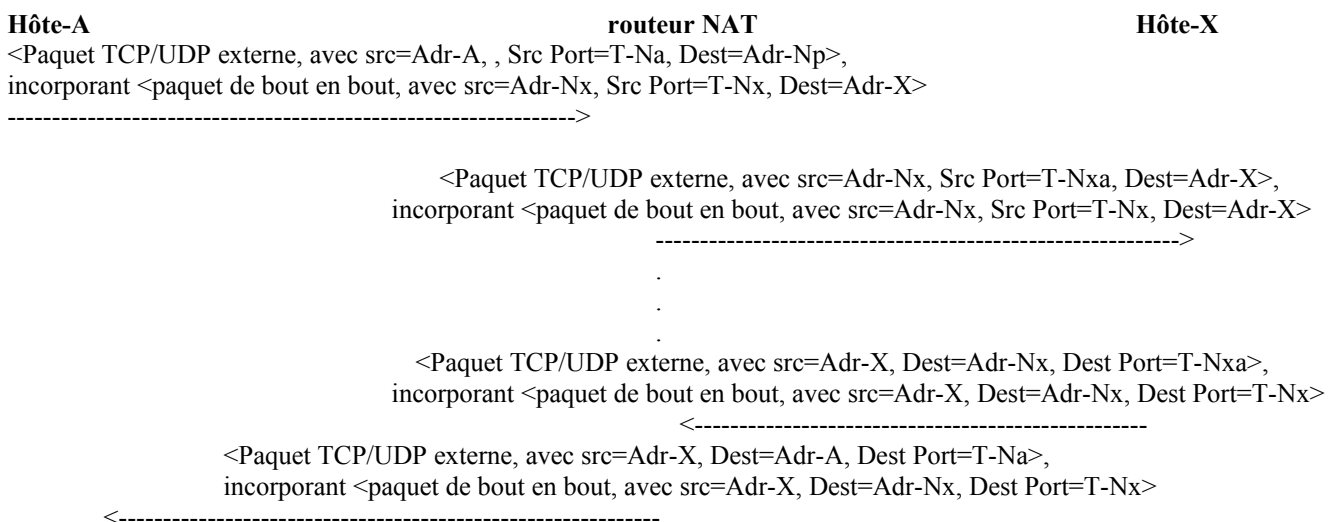 Hôte-A routeur NAT Hôte-X
<Paquet TCP/UDP externe, avec src=Adr-A, , Src Port=T-Na, Dest=Adr-Np>,
incorporant <paquet de bout en bout, avec src=Adr-Nx, Src Port=T-Nx, Dest=Adr-X>
---------------------------------------------------------------->
<Paquet TCP/UDP externe, avec src=Adr-Nx, Src Port=T-Nxa, Dest=Adr-X>,
incorporant <paquet de bout en bout, avec src=Adr-Nx, Src Port=T-Nx, Dest=Adr-X>
----------------------------------------------------------->
.
.
.
<Paquet TCP/UDP externe, avec src=Adr-X, Dest=Adr-Nx, Dest Port=T-Nxa>,
incorporant <paquet de bout en bout, avec src=Adr-X, Dest=Adr-Nx, Dest Port=T-Nx>
<---------------------------------------------------
<Paquet TCP/UDP externe, avec src=Adr-X, Dest=Adr-A, Dest Port=T-Na>,
incorporant <paquet de bout en bout, avec src=Adr-X, Dest=Adr-Nx, Dest Port=T-Nx>
<-------------------------------------------------------------